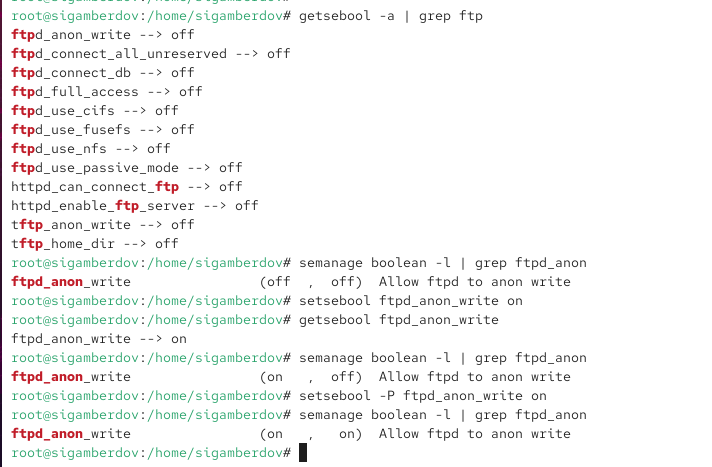 root@sigamberdov:/home/sigamberdov# getsebool -a | grep ftp
ftpd_anon_write --> off
ftpd_connect_all_unreserved --> off
ftpd_connect_db --> off
ftpd_full_access --> off
ftpd_use_cifs --> off
ftpd_use_fusefs --> off
ftpd_use_nfs --> off
ftpd_use_passive_mode --> off
httpd_can_connect_ftp --> off
httpd_enable_ftp_server --> off
tftp_anon_write --> off
tftp_home_dir --> off
root@sigamberdov:/home/sigamberdov# semanage boolean -l | grep ftpd_anon
ftpd_anon_write                (off  ,  off)  Allow ftpd to anon write
root@sigamberdov:/home/sigamberdov# setsebool ftpd_anon_write on
root@sigamberdov:/home/sigamberdov# getsebool ftpd_anon_write
ftpd_anon_write --> on
root@sigamberdov:/home/sigamberdov# semanage boolean -l | grep ftpd_anon
ftpd_anon_write                (on   ,  off)  Allow ftpd to anon write
root@sigamberdov:/home/sigamberdov# setsebool -P ftpd_anon_write on
root@sigamberdov:/home/sigamberdov# semanage boolean -l | grep ftpd_anon
ftpd_anon_write                (on   ,   on)  Allow ftpd to anon write
root@sigamberdov:/home/sigamberdov#